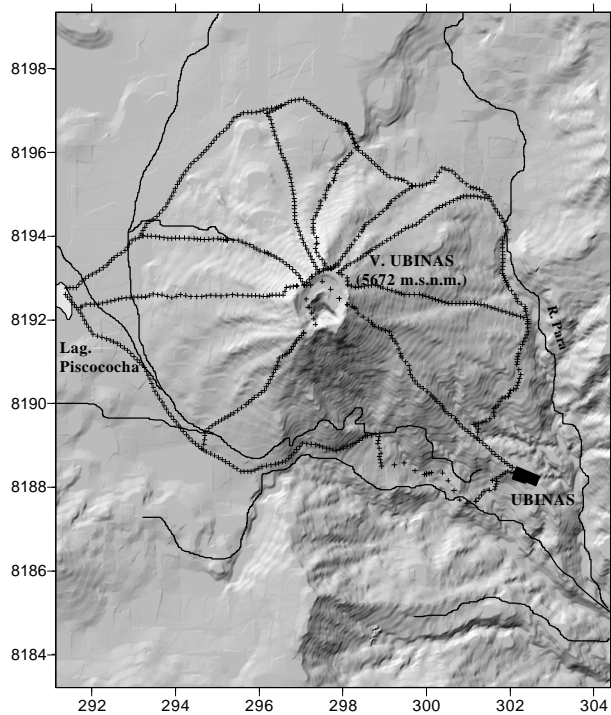 8198
8196
8194
V. UBINAS
(5672 m.s.n.m.)
8192
R. Para
Lag.
Piscococha
8190
8188
UBINAS
8186
8184
292 294 296 298 300 302 304